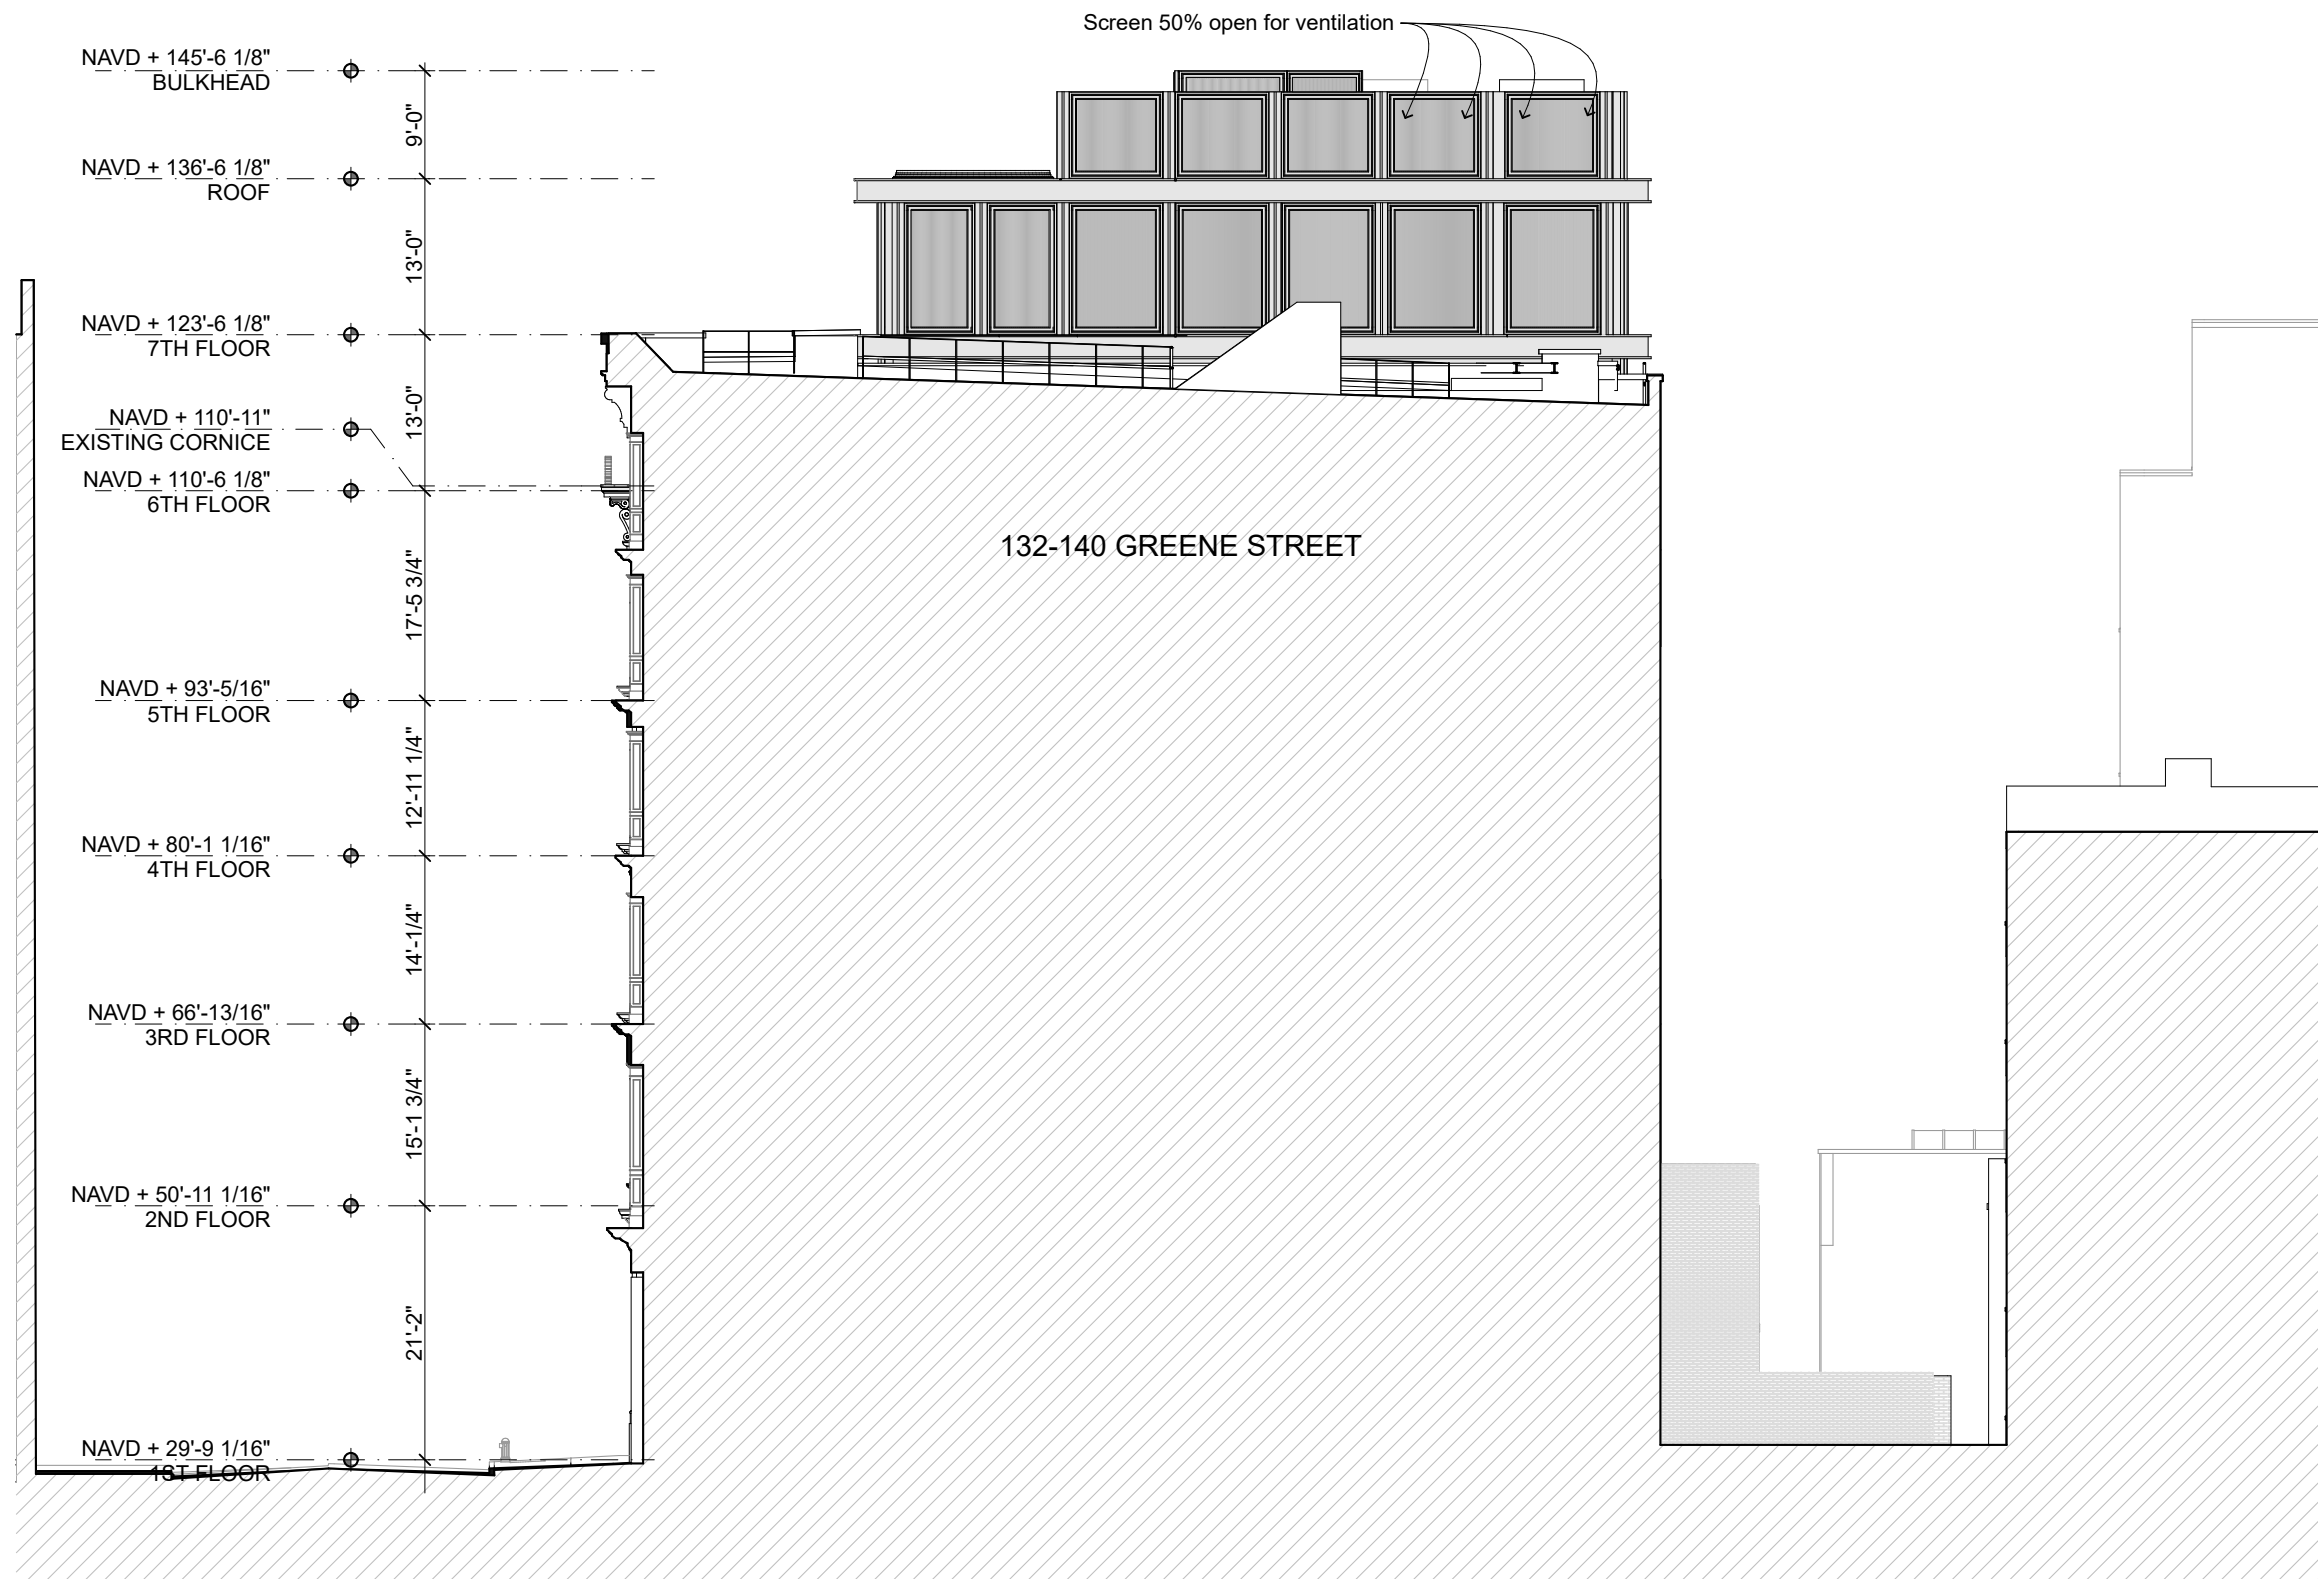 Screen 50% open for ventilation
NAVD + 145'-6 1/8"
BULKHEAD
9'-0"
NAVD + 136'-6 1/8"
ROOF
13'-0"
NAVD + 123'-6 1/8"
7TH FLOOR
13'-0"
NAVD + 110'-11"
EXISTING CORNICE
NAVD + 110'-6 1/8"
6TH FLOOR
132-140 GREENE STREET
17'-5 3/4"
NAVD + 93'-5/16"
5TH FLOOR
12'-11 1/4"
NAVD + 80'-1 1/16"
4TH FLOOR
14'-1/4"
NAVD + 66'-13/16"
3RD FLOOR
15'-1 3/4"
NAVD + 50'-11 1/16"
2ND FLOOR
21'-2"
NAVD + 29'-9 1/16"
1ST FLOOR